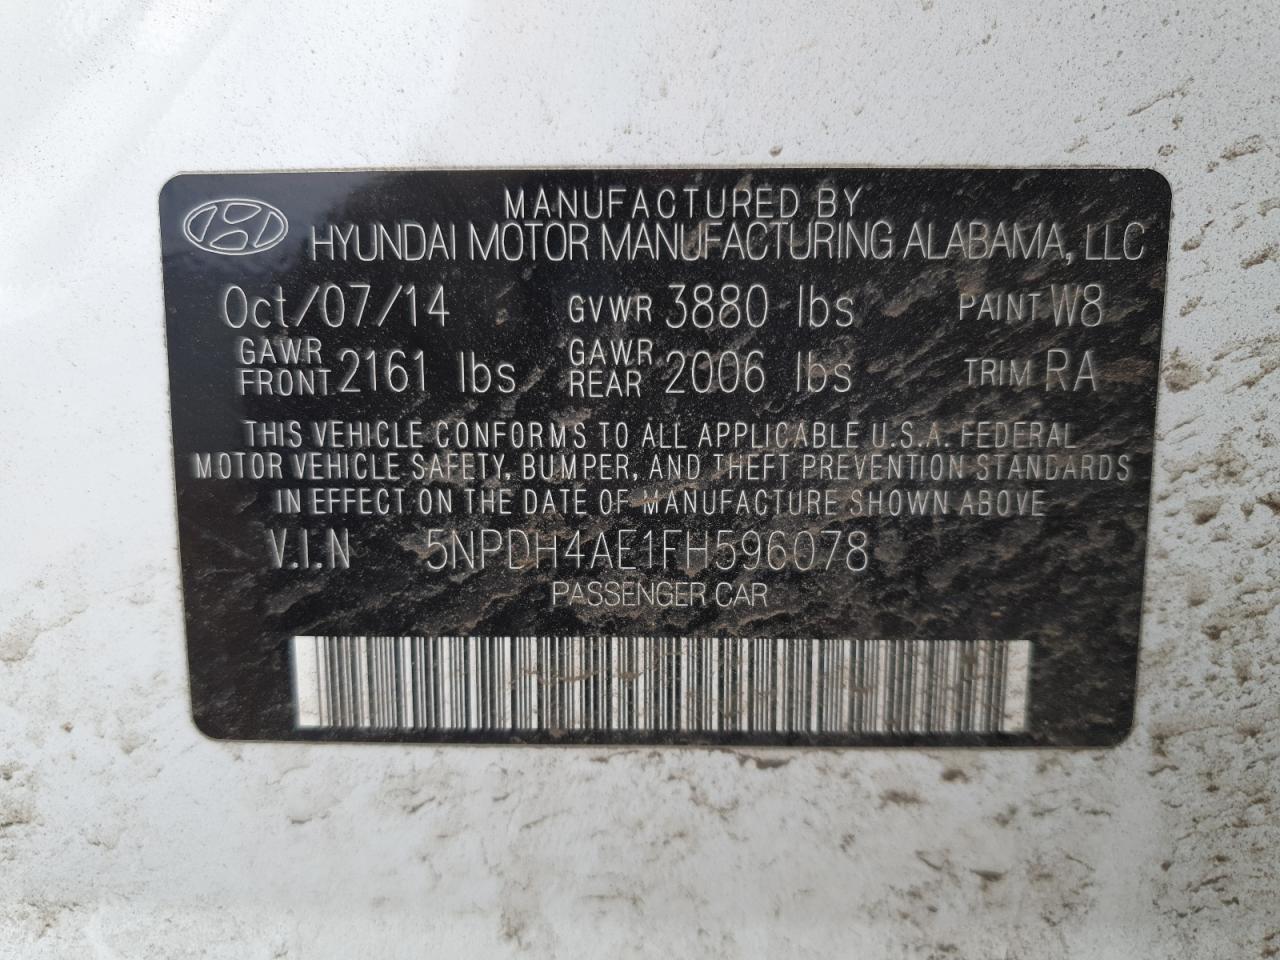 MANUFACTURED BY
HYUNDAI MOTOR MANUFACTURING ALABAMA, LLC
Oct/07/14 GVWR 3880 lbs PAINT W8
GAWR FRONT 2161 lbs GAWR REAR 2006 lbs TRIM RA
THIS VEHICLE CONFORMS TO ALL APPLICABLE U.S.A. FEDERAL
MOTOR VEHICLE SAFETY, BUMPER, AND THEFT PREVENTION STANDARDS
IN EFFECT ON THE DATE OF MANUFACTURE SHOWN ABOVE
V.I.N 5NPDH4AE1FH596078
PASSENGER CAR